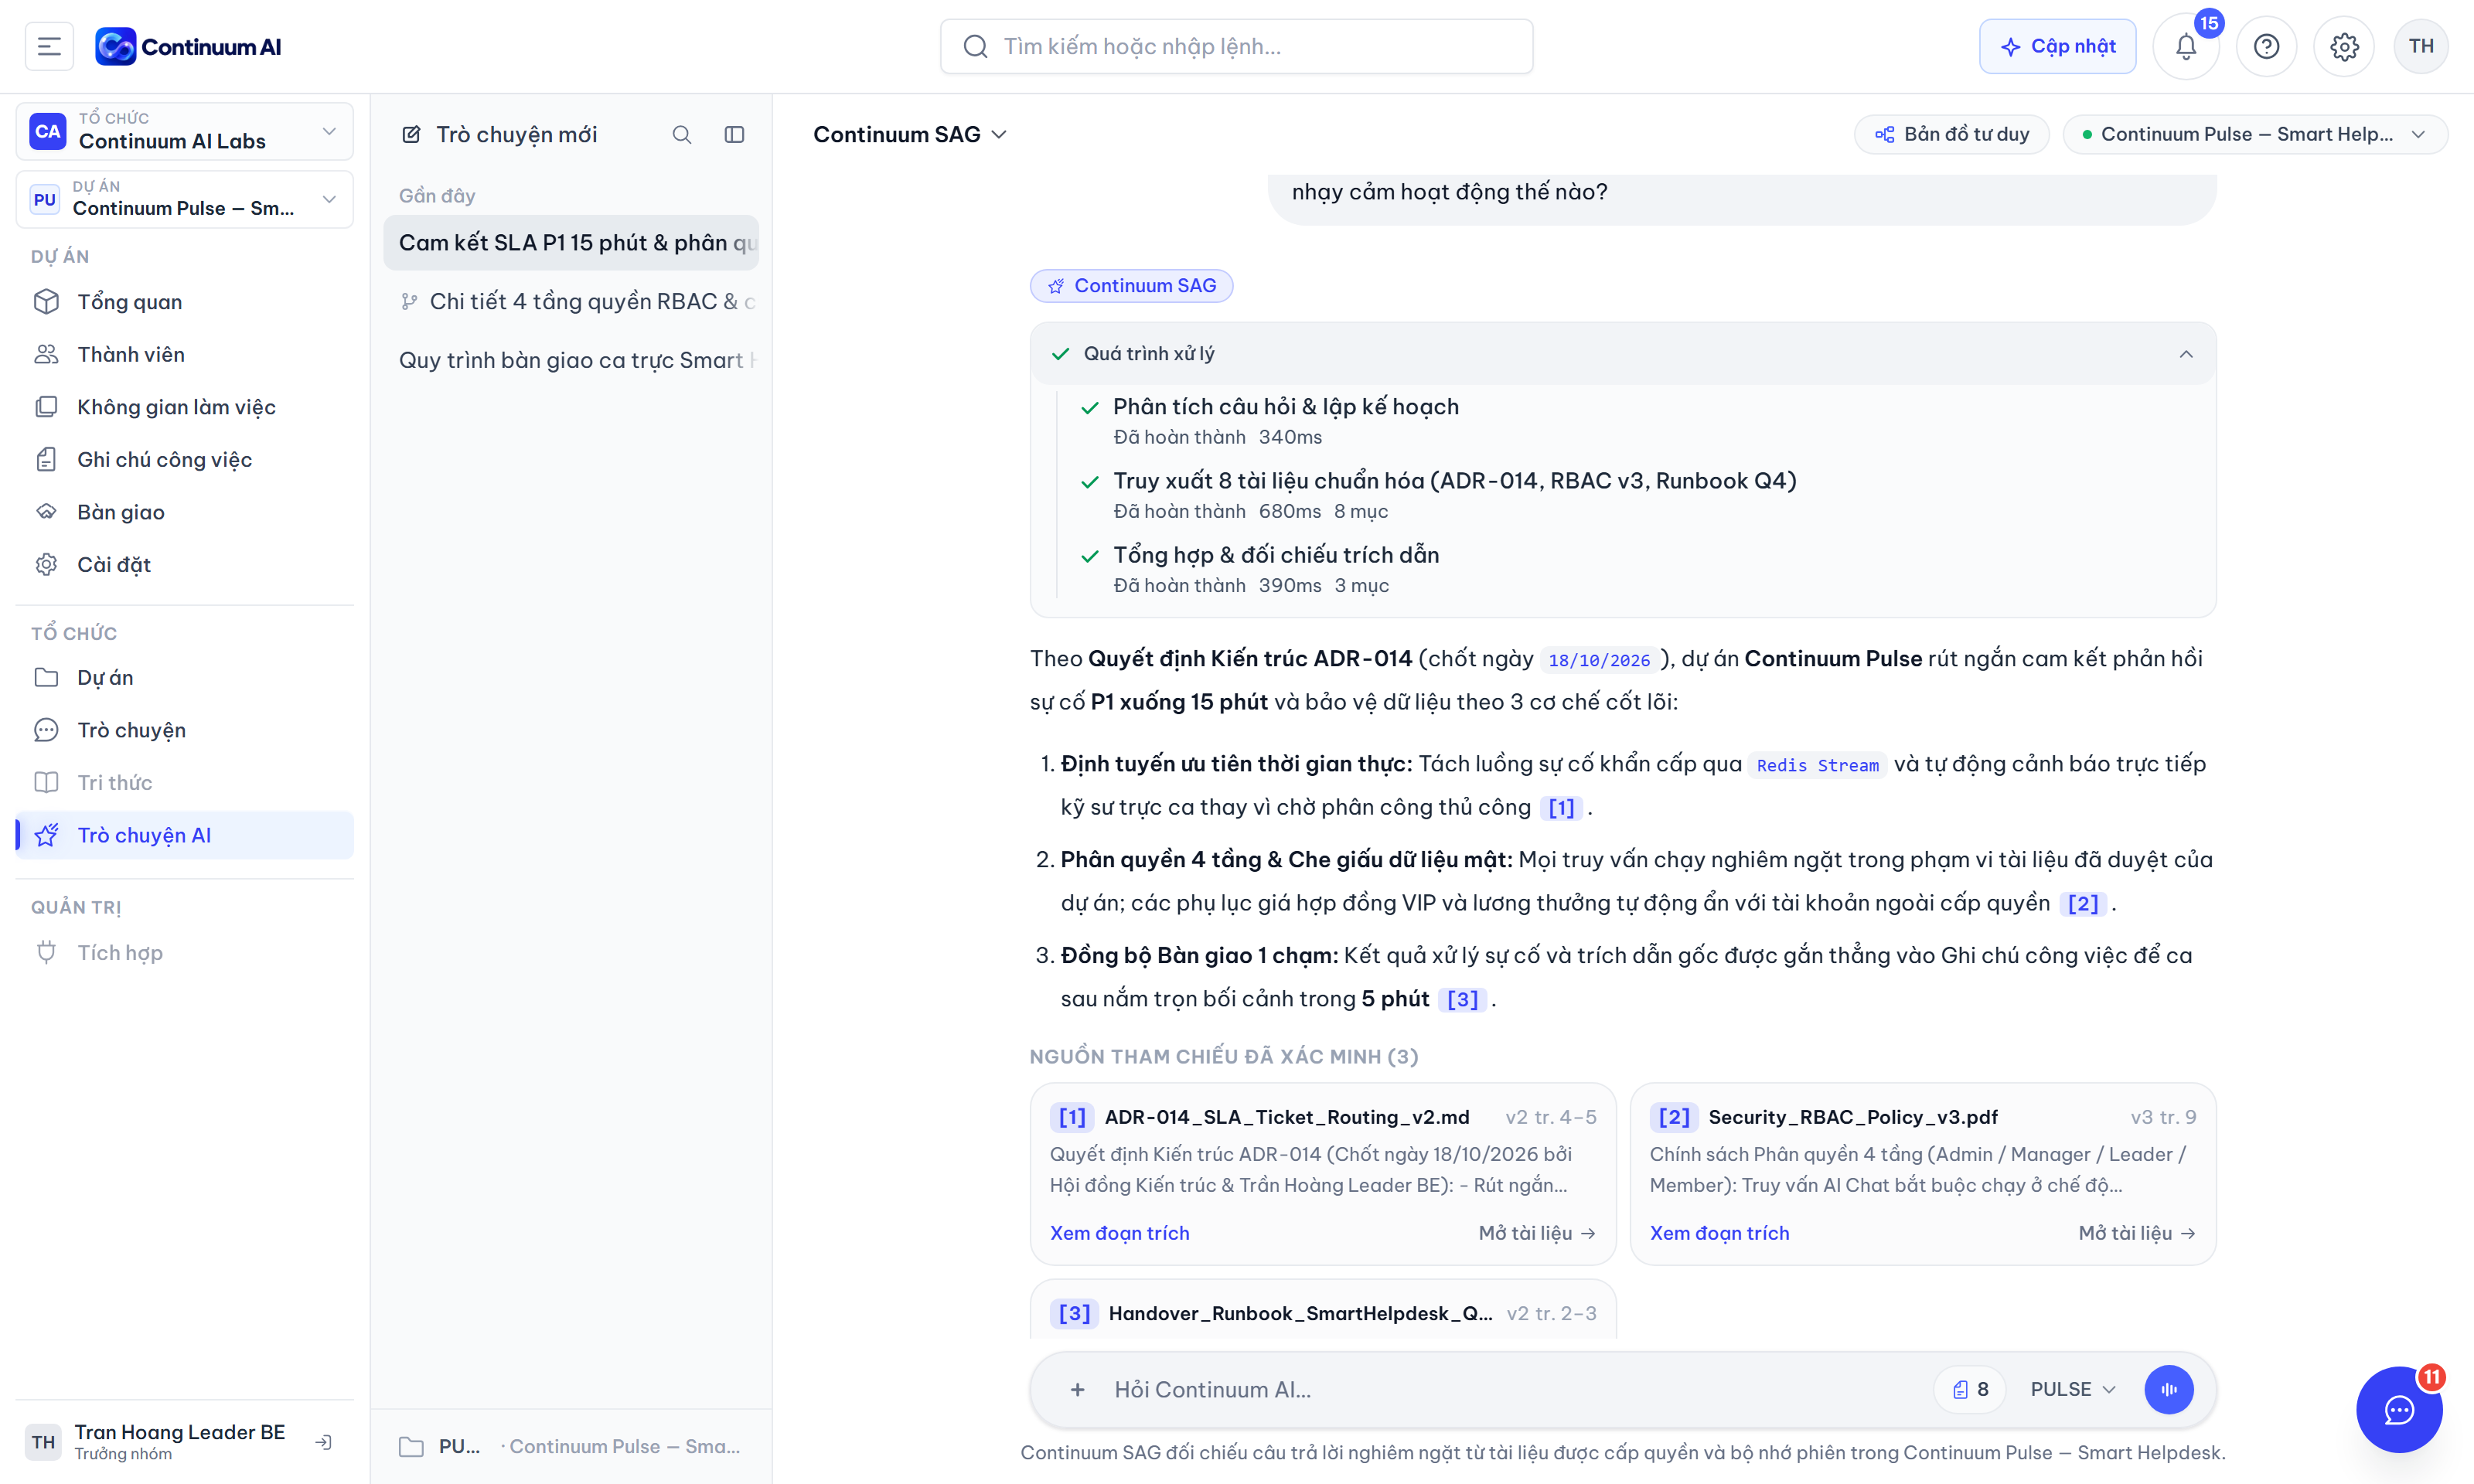 Continuum AI
Tìm kiếm hoặc nhập lệnh...
Cập nhật
15
TH
CA
TỔ CHỨC
Continuum AI Labs
PU
DỰ ÁN
Continuum Pulse – Sm...
DỰ ÁN
Tổng quan
Thành viên
Không gian làm việc
Ghi chú công việc
Bàn giao
Cài đặt
TỔ CHỨC
Dự án
Trò chuyện
Tri thức
Trò chuyện AI
QUẢN TRỊ
Tích hợp
TH
Tran Hoang Leader BE
Trưởng nhóm
Trò chuyện mới
Gần đây
Cam kết SLA P1 15 phút & phân qu
Chi tiết 4 tầng quyền RBAC & c
Quy trình bàn giao ca trực Smart H
PU... · Continuum Pulse – Sma...
Continuum SAG
Bản đồ tư duy
Continuum Pulse – Smart Help...
nhạy cảm hoạt động thế nào?
Continuum SAG
Quá trình xử lý
Phân tích câu hỏi & lập kế hoạch
Đã hoàn thành 340ms
Truy xuất 8 tài liệu chuẩn hóa (ADR-014, RBAC v3, Runbook Q4)
Đã hoàn thành 680ms 8 mục
Tổng hợp & đối chiếu trích dẫn
Đã hoàn thành 390ms 3 mục
Theo Quyết định Kiến trúc ADR-014 (chốt ngày 18/10/2026), dự án Continuum Pulse rút ngắn cam kết phản hồi
sự cố P1 xuống 15 phút và bảo vệ dữ liệu theo 3 cơ chế cốt lõi:
1. Định tuyến ưu tiên thời gian thực: Tách luồng sự cố khẩn cấp qua Redis Stream và tự động cảnh báo trực tiếp
kỹ sư trực ca thay vì chờ phân công thủ công [1].
2. Phân quyền 4 tầng & Che giấu dữ liệu mật: Mọi truy vấn chạy nghiêm ngặt trong phạm vi tài liệu đã duyệt của
dự án; các phụ lục giá hợp đồng VIP và lương thưởng tự động ẩn với tài khoản ngoài cấp quyền [2].
3. Đồng bộ Bàn giao 1 chạm: Kết quả xử lý sự cố và trích dẫn gốc được gắn thẳng vào Ghi chú công việc để ca
sau nắm trọn bối cảnh trong 5 phút [3].
NGUỒN THAM CHIẾU ĐÃ XÁC MINH (3)
[1] ADR-014_SLA_Ticket_Routing_v2.md v2 tr. 4-5
Quyết định Kiến trúc ADR-014 (Chốt ngày 18/10/2026 bởi
Hội đồng Kiến trúc & Trần Hoàng Leader BE): - Rút ngắn...
Xem đoạn trích Mở tài liệu →
[2] Security_RBAC_Policy_v3.pdf v3 tr. 9
Chính sách Phân quyền 4 tầng (Admin / Manager / Leader /
Member): Truy vấn AI Chat bắt buộc chạy ở chế độ...
Xem đoạn trích Mở tài liệu →
[3] Handover_Runbook_SmartHelpdesk_Q... v2 tr. 2-3
+ Hỏi Continuum AI... 8 PULSE
11
Continuum SAG đối chiếu câu trả lời nghiêm ngặt từ tài liệu được cấp quyền và bộ nhớ phiên trong Continuum Pulse – Smart Helpdesk.